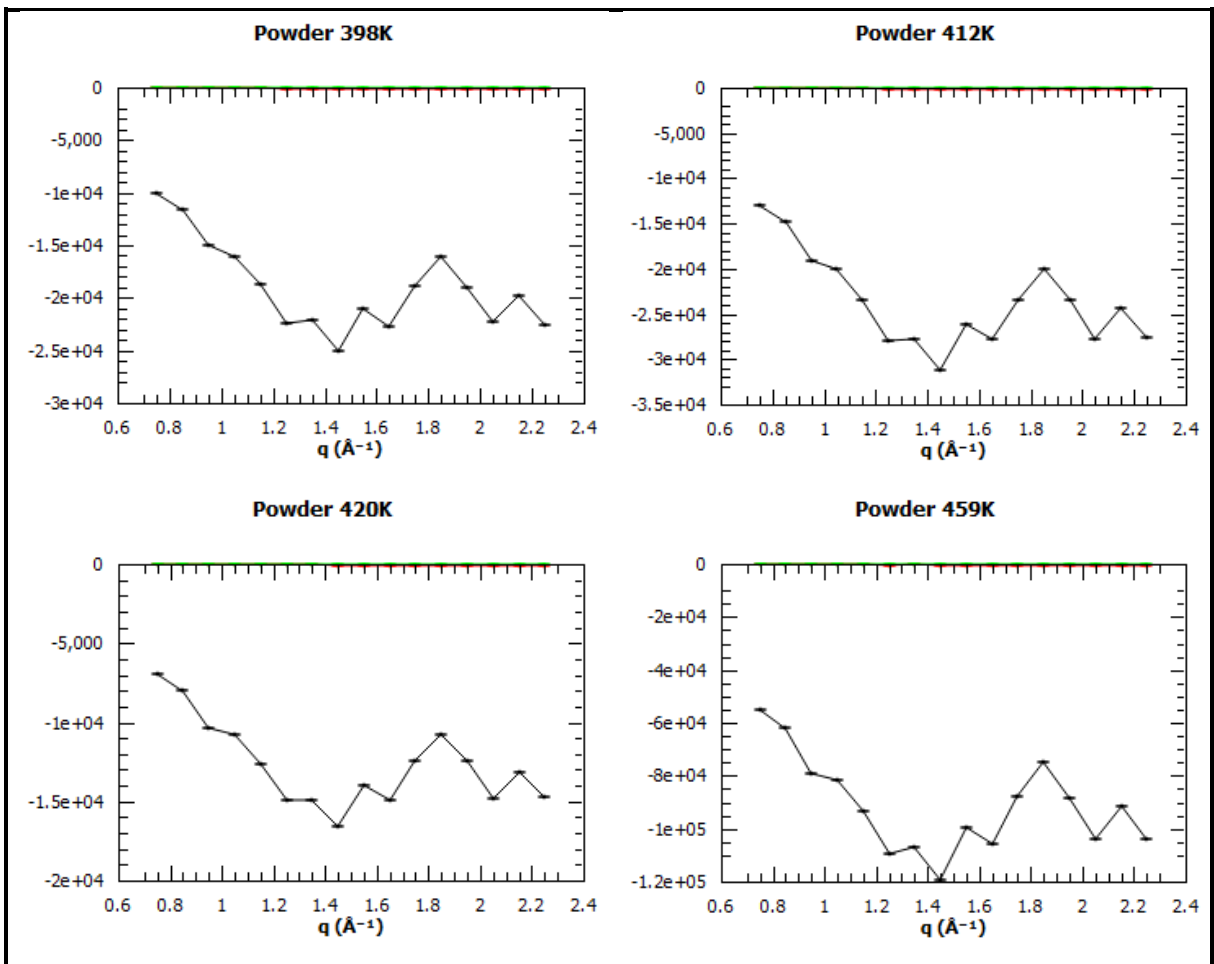 Powder 398K
0
-5,000
-1e+04
-1.5e+04
-2e+04
-2.5e+04
-3e+04
0.6 0.8 1 1.2 1.4 1.6 1.8 2 2.2 2.4
q (Å⁻¹)
Powder 412K
0
-5,000
-1e+04
-1.5e+04
-2e+04
-2.5e+04
-3e+04
-3.5e+04
0.6 0.8 1 1.2 1.4 1.6 1.8 2 2.2 2.4
q (Å⁻¹)
Powder 420K
0
-5,000
-1e+04
-1.5e+04
-2e+04
0.6 0.8 1 1.2 1.4 1.6 1.8 2 2.2 2.4
q (Å⁻¹)
Powder 459K
0
-2e+04
-4e+04
-6e+04
-8e+04
-1e+05
-1.2e+05
0.6 0.8 1 1.2 1.4 1.6 1.8 2 2.2 2.4
q (Å⁻¹)